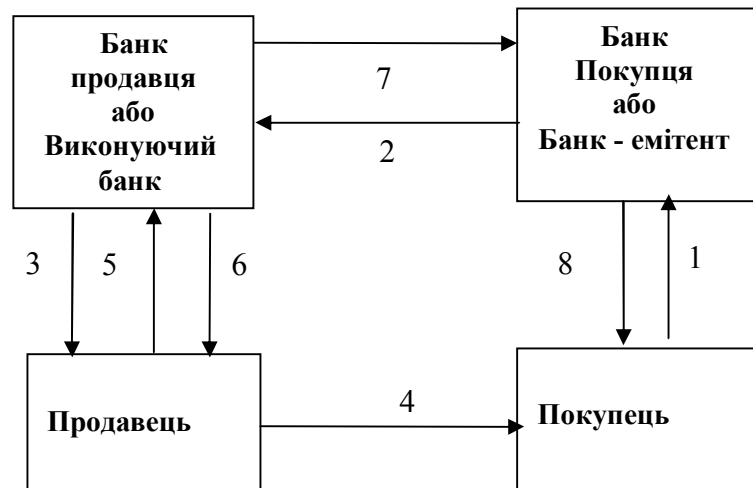 Банк
продавця
або
Виконуючий
банк
Банк
Покупця
або
Банк - емітент
7
2
3
5
6
8
1
Продавець
4
Покупець